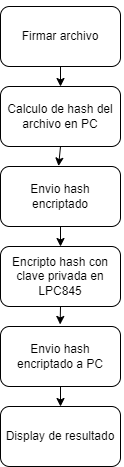 Firmar archivo
Calculo de hash del
archivo en PC
Envio hash
encriptado
Encripto hash con
clave privada en
LPC845
Envio hash
encriptado a PC
Display de resultado